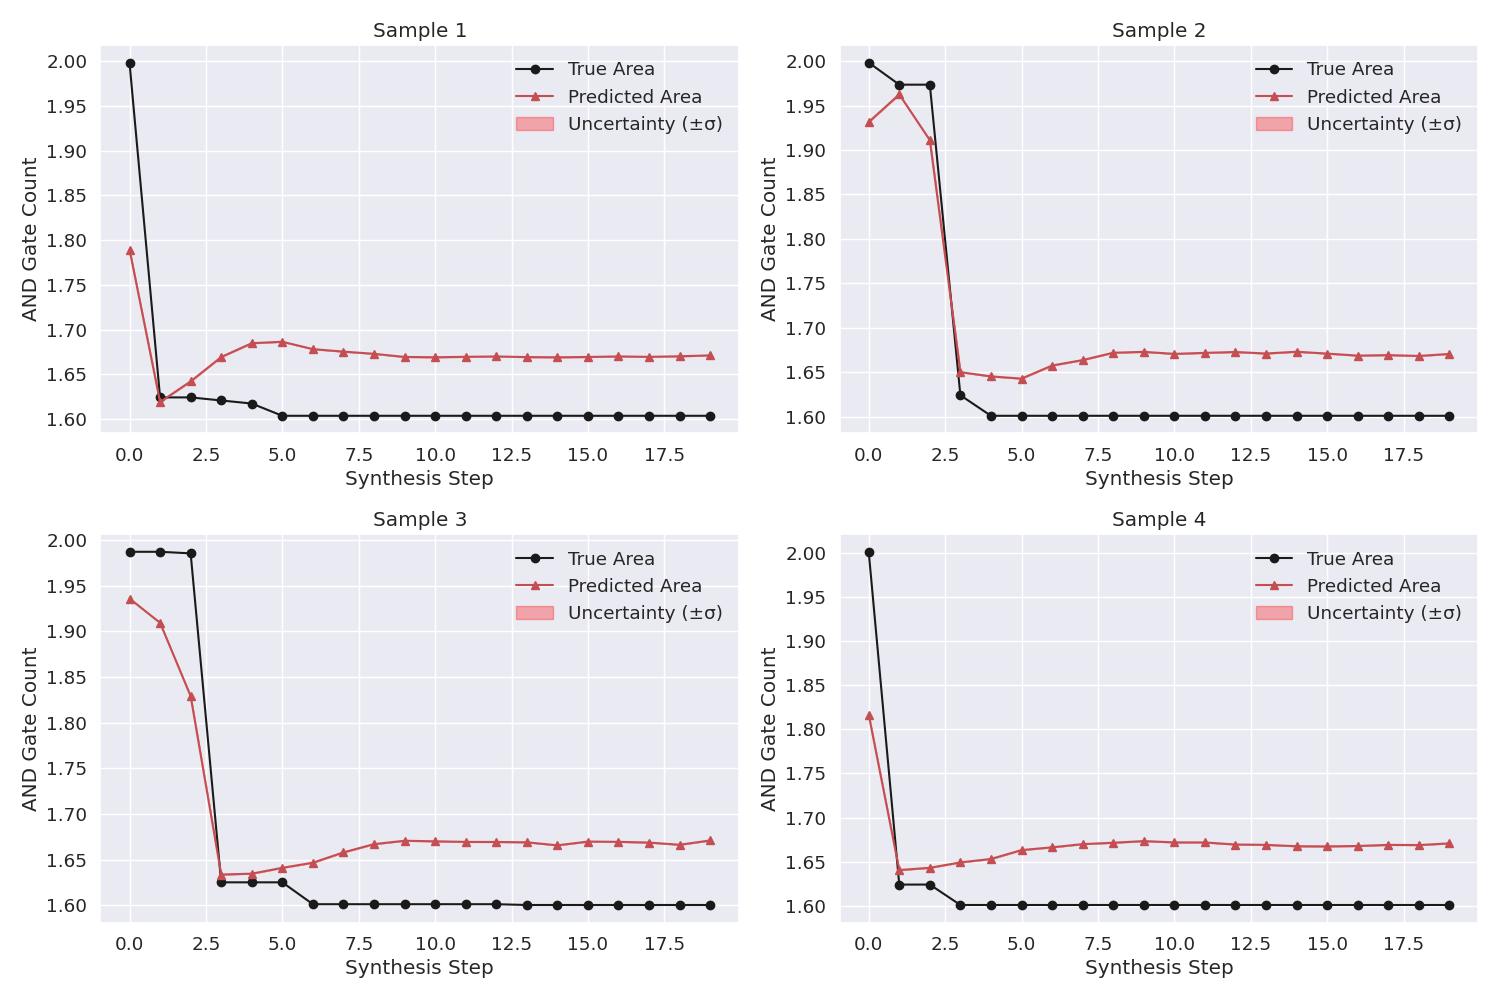 Sample 1
AND Gate Count
2.00
1.95
1.90
1.85
1.80
1.75
1.70
1.65
1.60
True Area
Predicted Area
Uncertainty (±σ)
0.0 2.5 5.0 7.5 10.0 12.5 15.0 17.5
Synthesis Step
Sample 2
AND Gate Count
2.00
1.95
1.90
1.85
1.80
1.75
1.70
1.65
1.60
True Area
Predicted Area
Uncertainty (±σ)
0.0 2.5 5.0 7.5 10.0 12.5 15.0 17.5
Synthesis Step
Sample 3
AND Gate Count
2.00
1.95
1.90
1.85
1.80
1.75
1.70
1.65
1.60
True Area
Predicted Area
Uncertainty (±σ)
0.0 2.5 5.0 7.5 10.0 12.5 15.0 17.5
Synthesis Step
Sample 4
AND Gate Count
2.00
1.95
1.90
1.85
1.80
1.75
1.70
1.65
1.60
True Area
Predicted Area
Uncertainty (±σ)
0.0 2.5 5.0 7.5 10.0 12.5 15.0 17.5
Synthesis Step